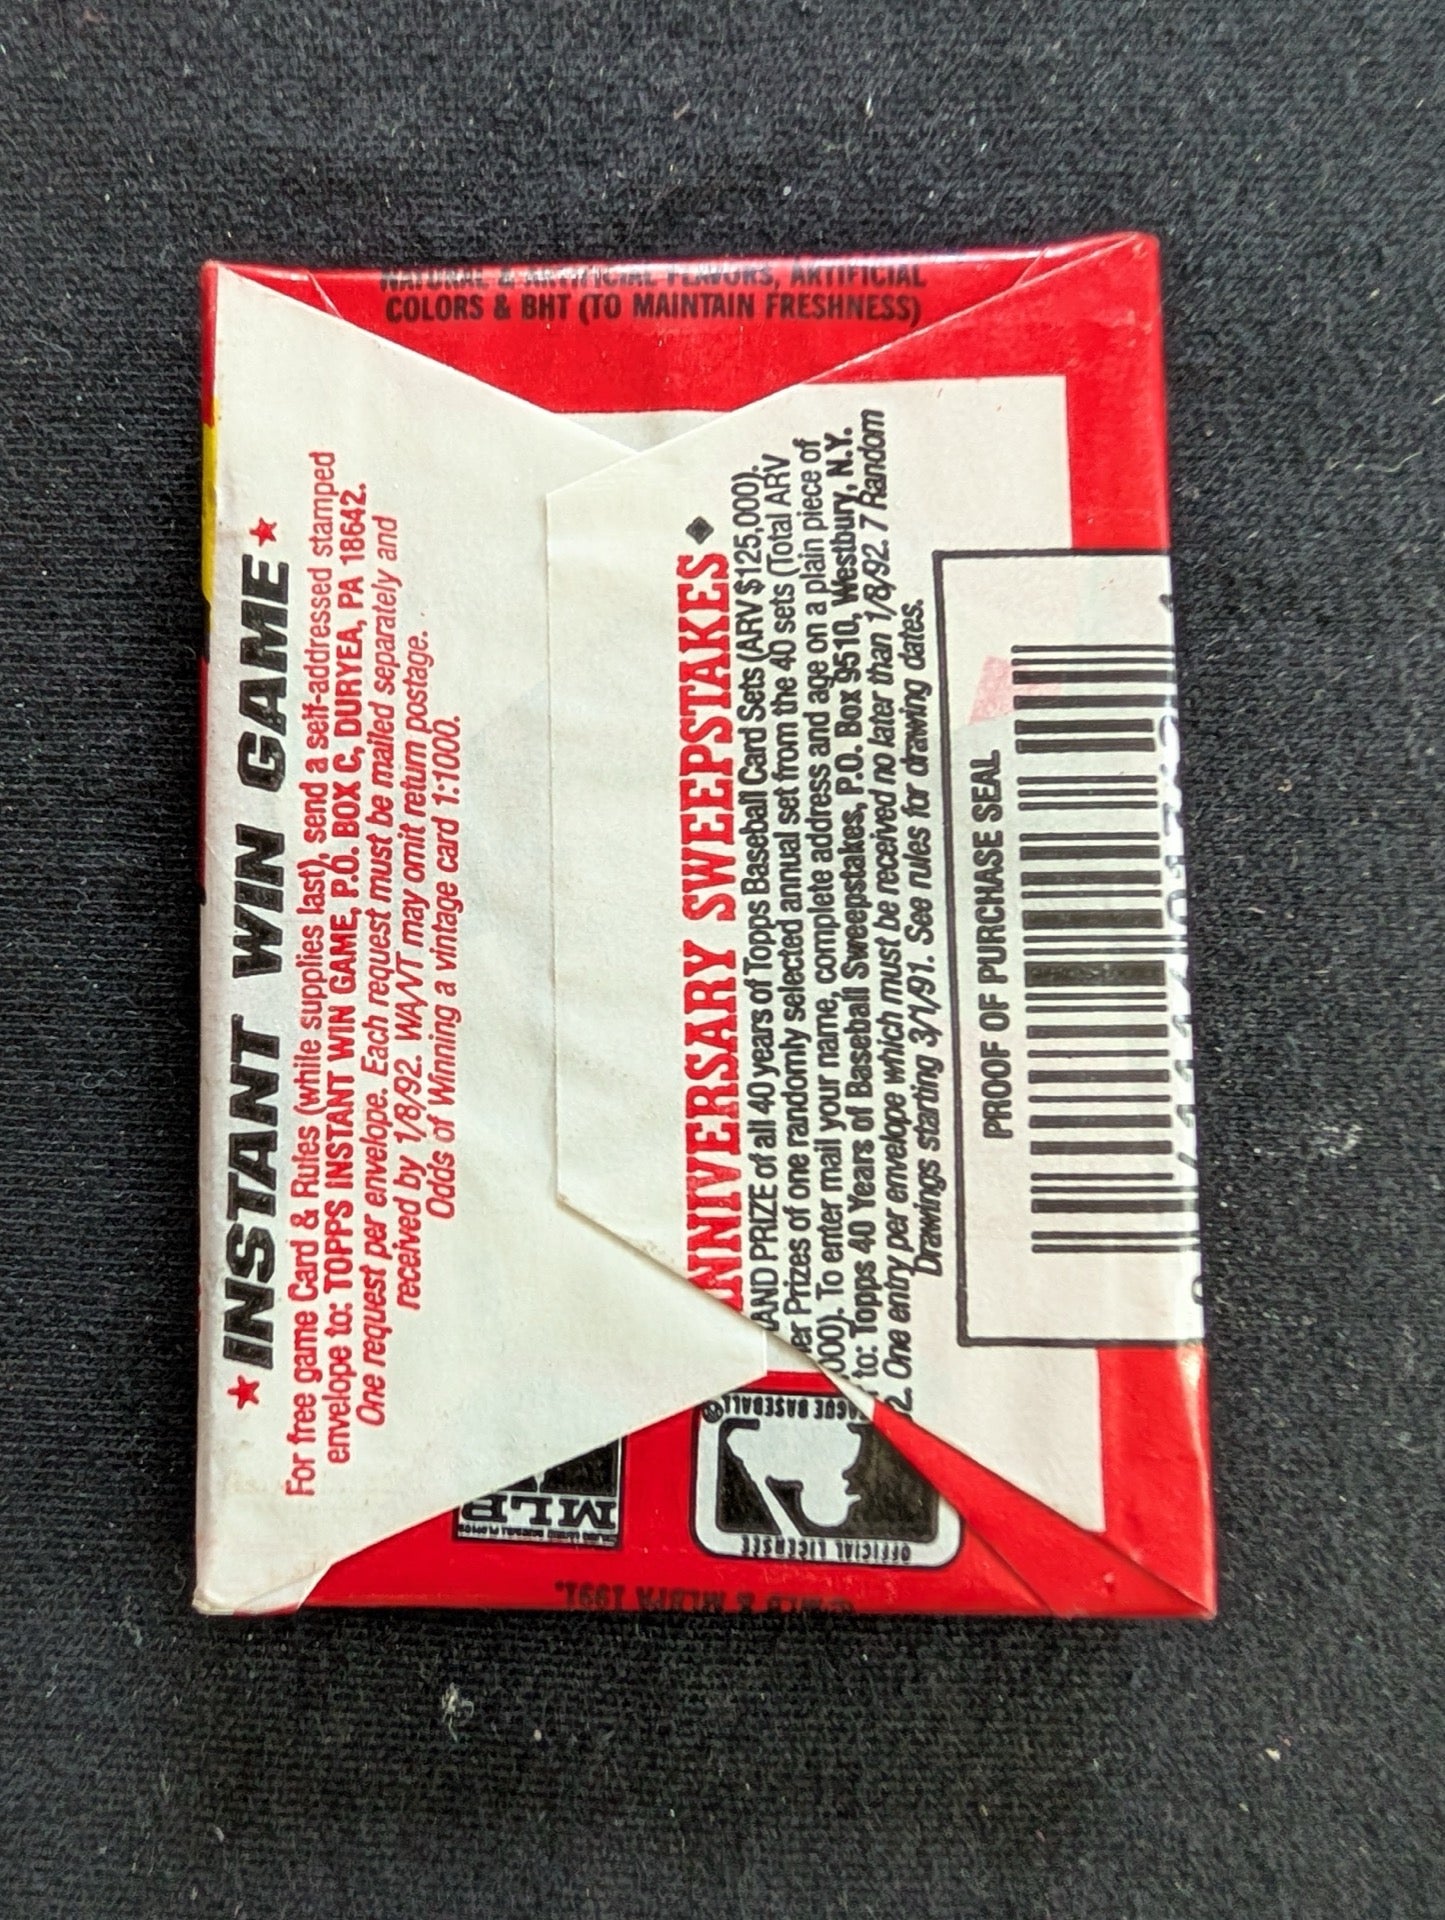 NATURAL & ARTIFICIAL FLAVORS, ARTIFICIAL
COLORS & BHT (TO MAINTAIN FRESHNESS)
★ INSTANT WIN GAME ★
For free game Card & Rules (while supplies last), send a self-addressed stamped
envelope to: TOPPS INSTANT WIN GAME, P.O. BOX C, DURYEA, PA 18642.
One request per envelope. Each request must be mailed separately and
received by 1/8/92. WA/VT may omit return postage.
Odds of Winning a vintage card 1:1000.
NNIVERSARY SWEEPSTAKES ◆
AND PRIZE of all 40 years of Topps Baseball Card Sets (ARV $125,000).
er Prizes of one randomly selected annual set from the 40 sets (Total ARV
000). To enter mail your name, complete address and age on a plain piece of
to: Topps 40 Years of Baseball Sweepstakes, P.O. Box 9510, Westbury, N.Y.
2. One entry per envelope which must be received no later than 1/8/92. 7 Random
Drawings starting 3/1/91. See rules for drawing dates.
PROOF OF PURCHASE SEAL
MLB
OFFICIAL LICENSEE
AGUE BASEBALL
© MLB & MLBPA 1991.